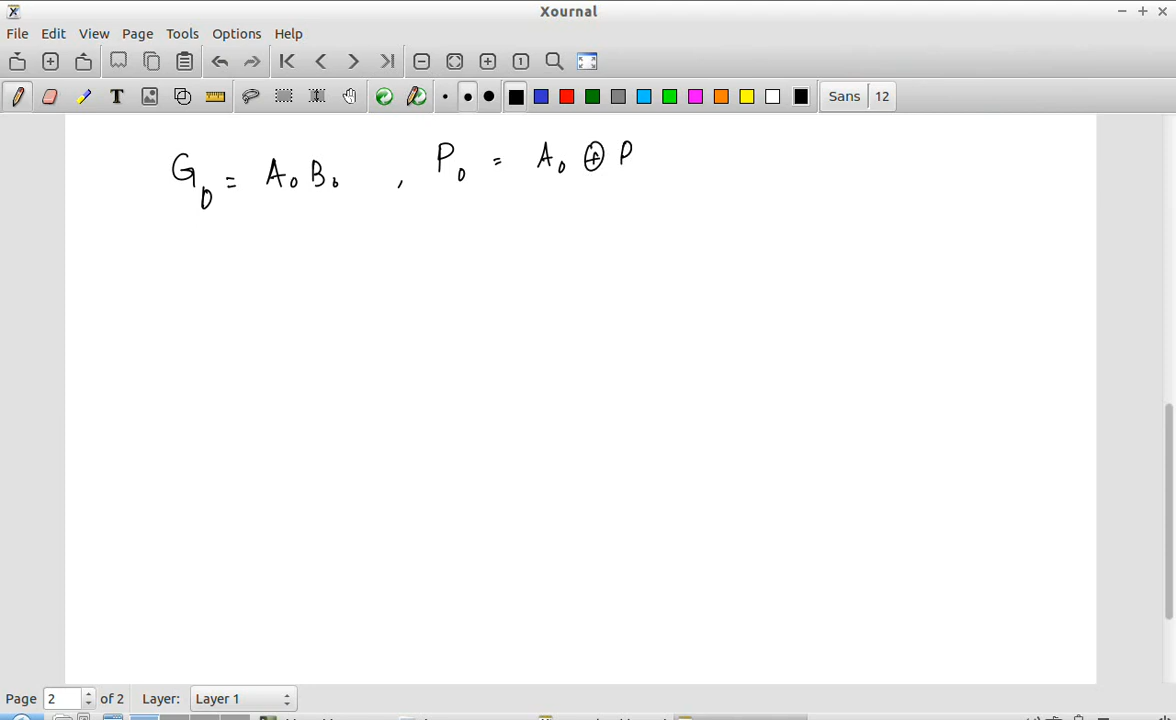 Xournal
File Edit View Page Tools Options Help
Sans 12
G₀ = A₀ B₀ , P₀ = A₀ ⊕ P
Page 2 of 2 Layer: Layer 1